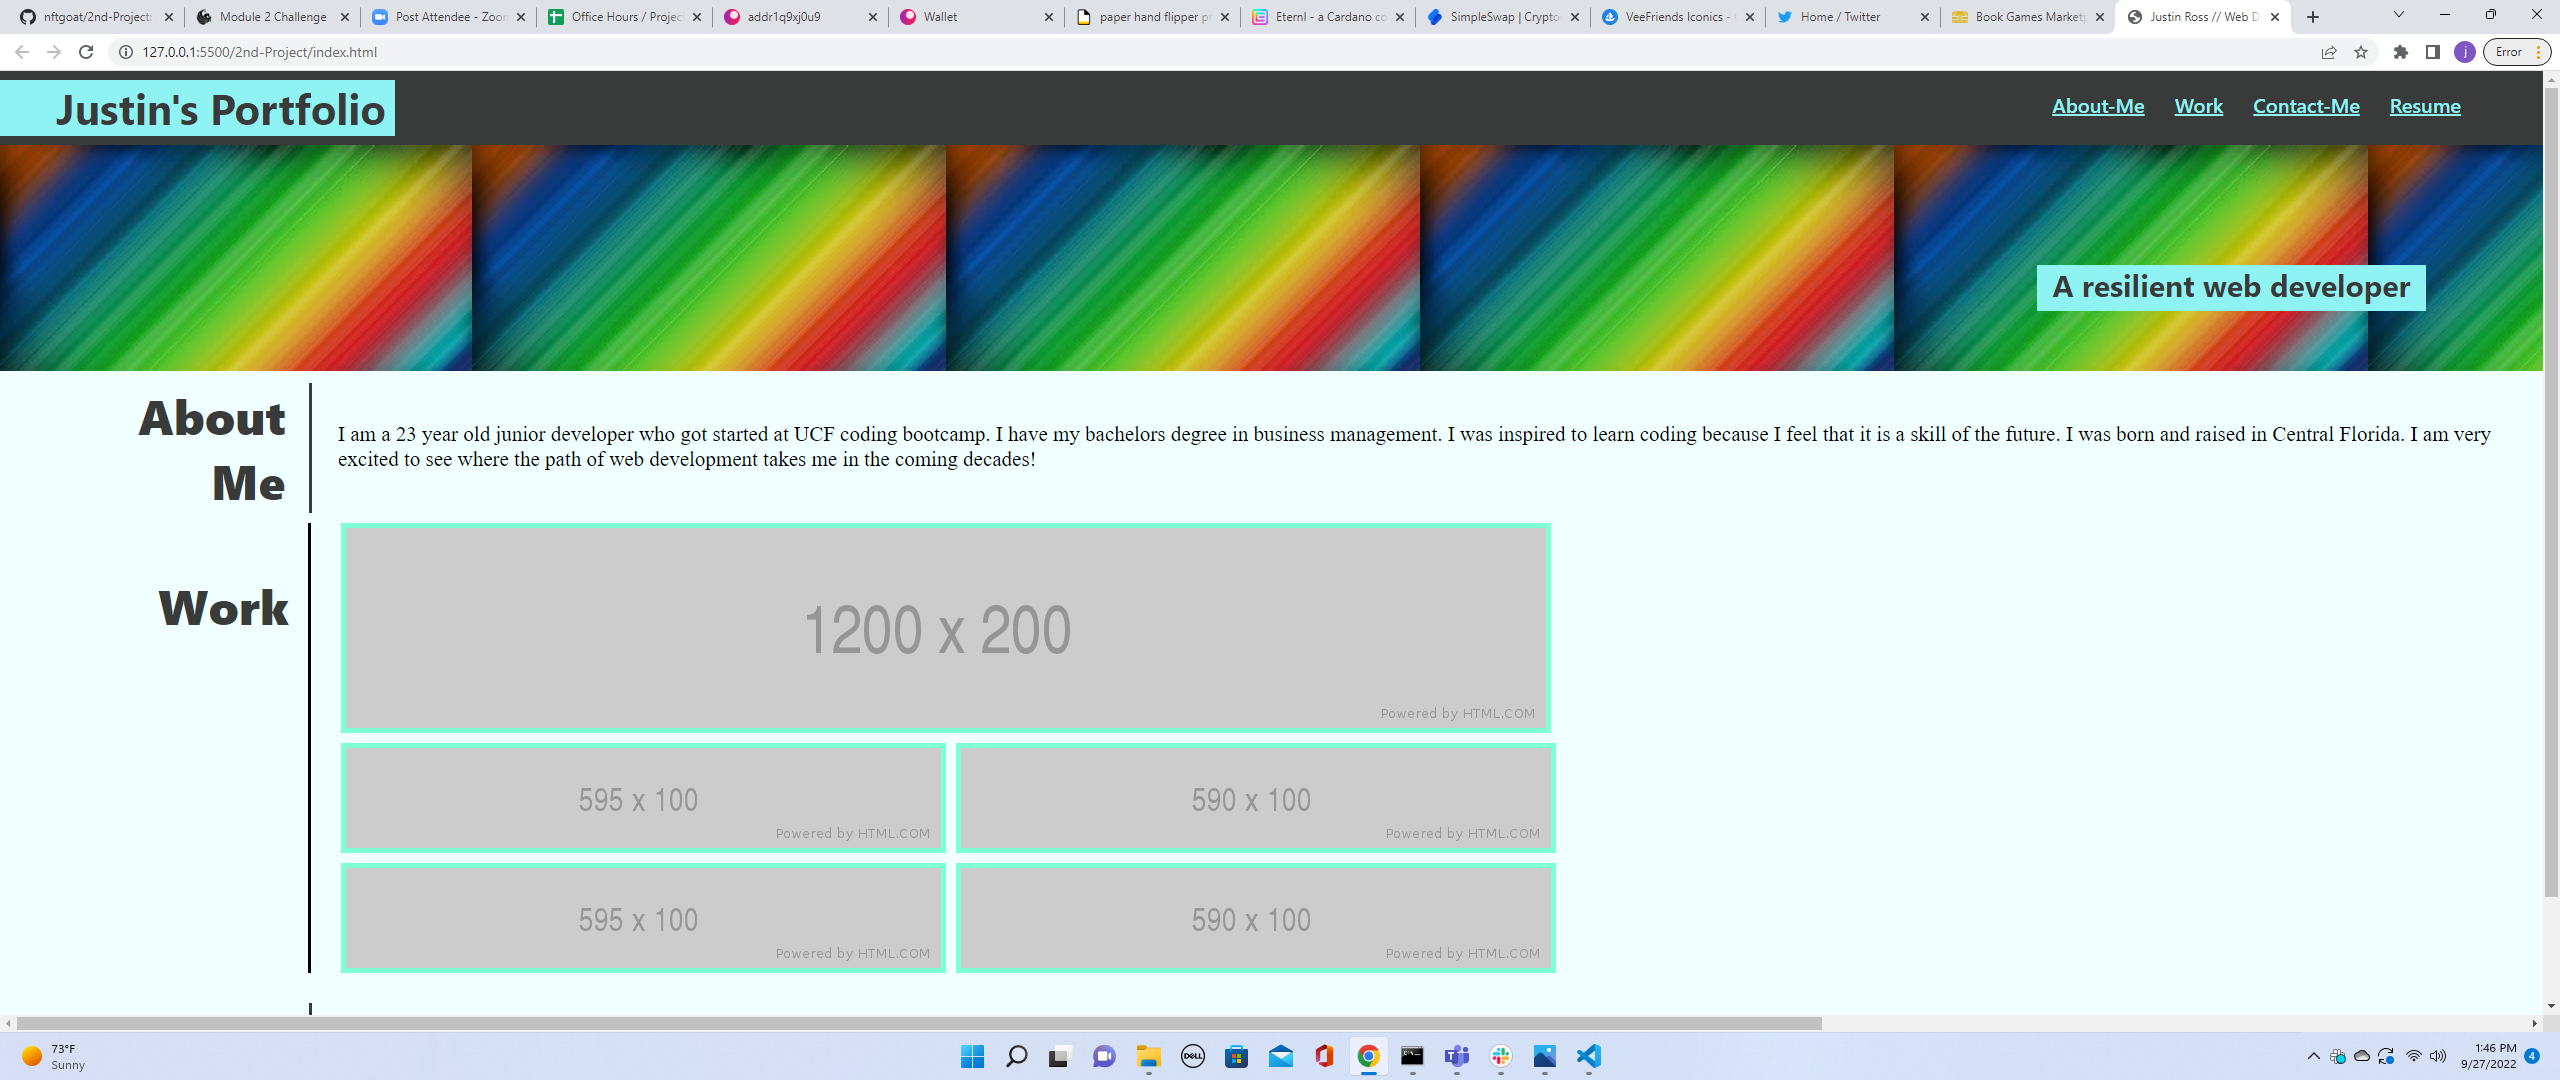 nftgoat/2nd-Project
Module 2 Challenge
Post Attendee - Zoom
Office Hours / Project
addr1q9xj0u9
Wallet
paper hand flipper pr
Eternl - a Cardano co
SimpleSwap | Crypto
VeeFriends Iconics -
Home / Twitter
Book Games Marketp
Justin Ross // Web D
127.0.0.1:5500/2nd-Project/index.html
j
Error
Justin's Portfolio
About-Me Work Contact-Me Resume
A resilient web developer
About
Me
I am a 23 year old junior developer who got started at UCF coding bootcamp. I have my bachelors degree in business management. I was inspired to learn coding because I feel that it is a skill of the future. I was born and raised in Central Florida. I am very
excited to see where the path of web development takes me in the coming decades!
Work
1200 x 200
Powered by HTML.COM
595 x 100
Powered by HTML.COM
590 x 100
Powered by HTML.COM
595 x 100
Powered by HTML.COM
590 x 100
Powered by HTML.COM
73°F
Sunny
DELL
1:46 PM
9/27/2022
4